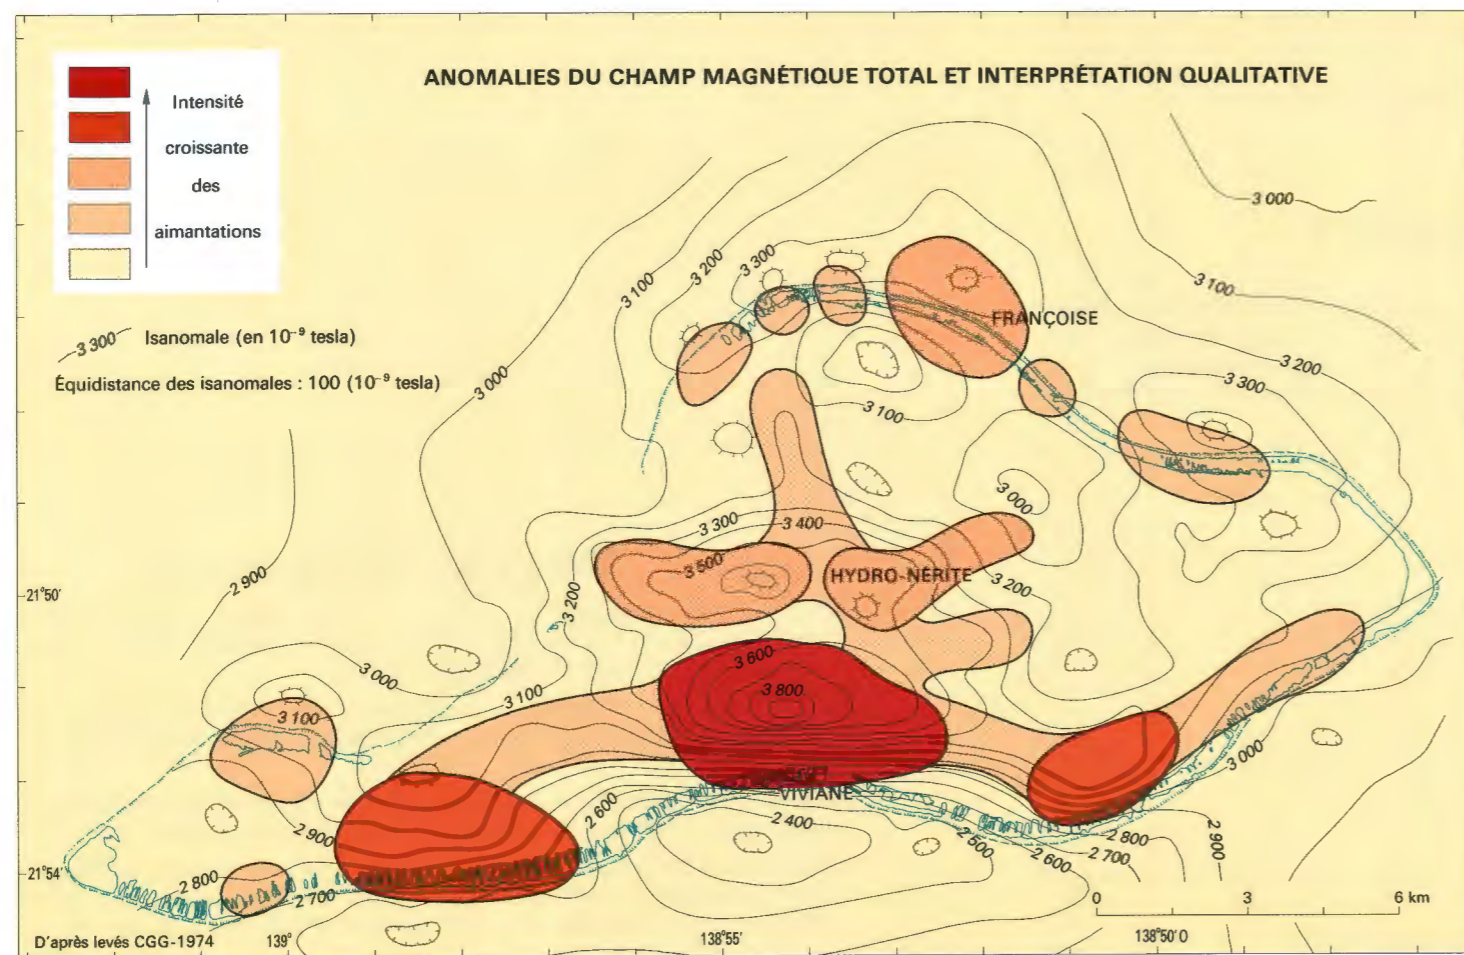 ANOMALIES DU CHAMP MAGNÉTIQUE TOTAL ET INTERPRÉTATION QUALITATIVE
Intensité
croissante
des
aimantations
3 300 Isanomale (en 10⁻⁹ tesla)
Équidistance des isanomales : 100 (10⁻⁹ tesla)
3 000
3 100
3 200
3 300
3 100
FRANÇOISE
3 200
3 000
3 300
3 100
3 000
3 300
3 400
3 500
HYDRO-NÉRITE
2 900
3 200
3 200
21°50'
3 600
3 000
3 800
3 100
3 100
3 000
VIVIANE
2 600
2 400
2 900
2 500
2 800
2 900
2 600
2 700
21°54'
2 800
2 700
0 3 6 km
D'après levés CGG-1974
139°
138°55'
138°50' O